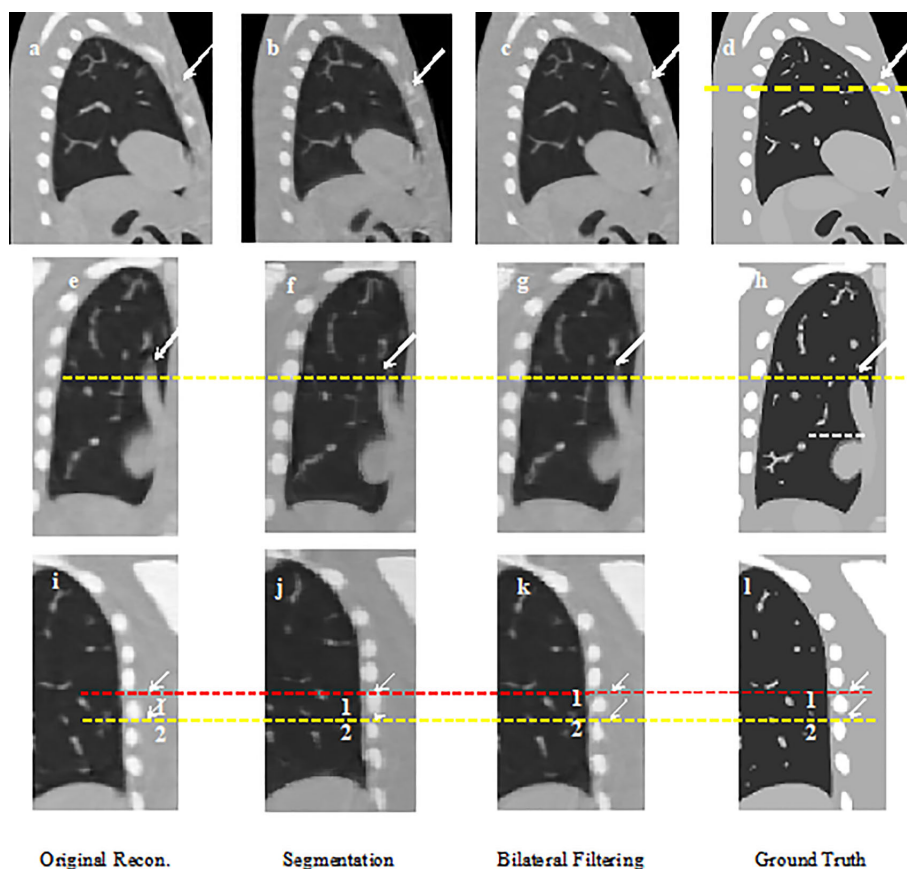 a b c d
e f g h
i j k l
1 1 1 1
2 2 2 2
Original Recon. Segmentation Bilateral Filtering Ground Truth